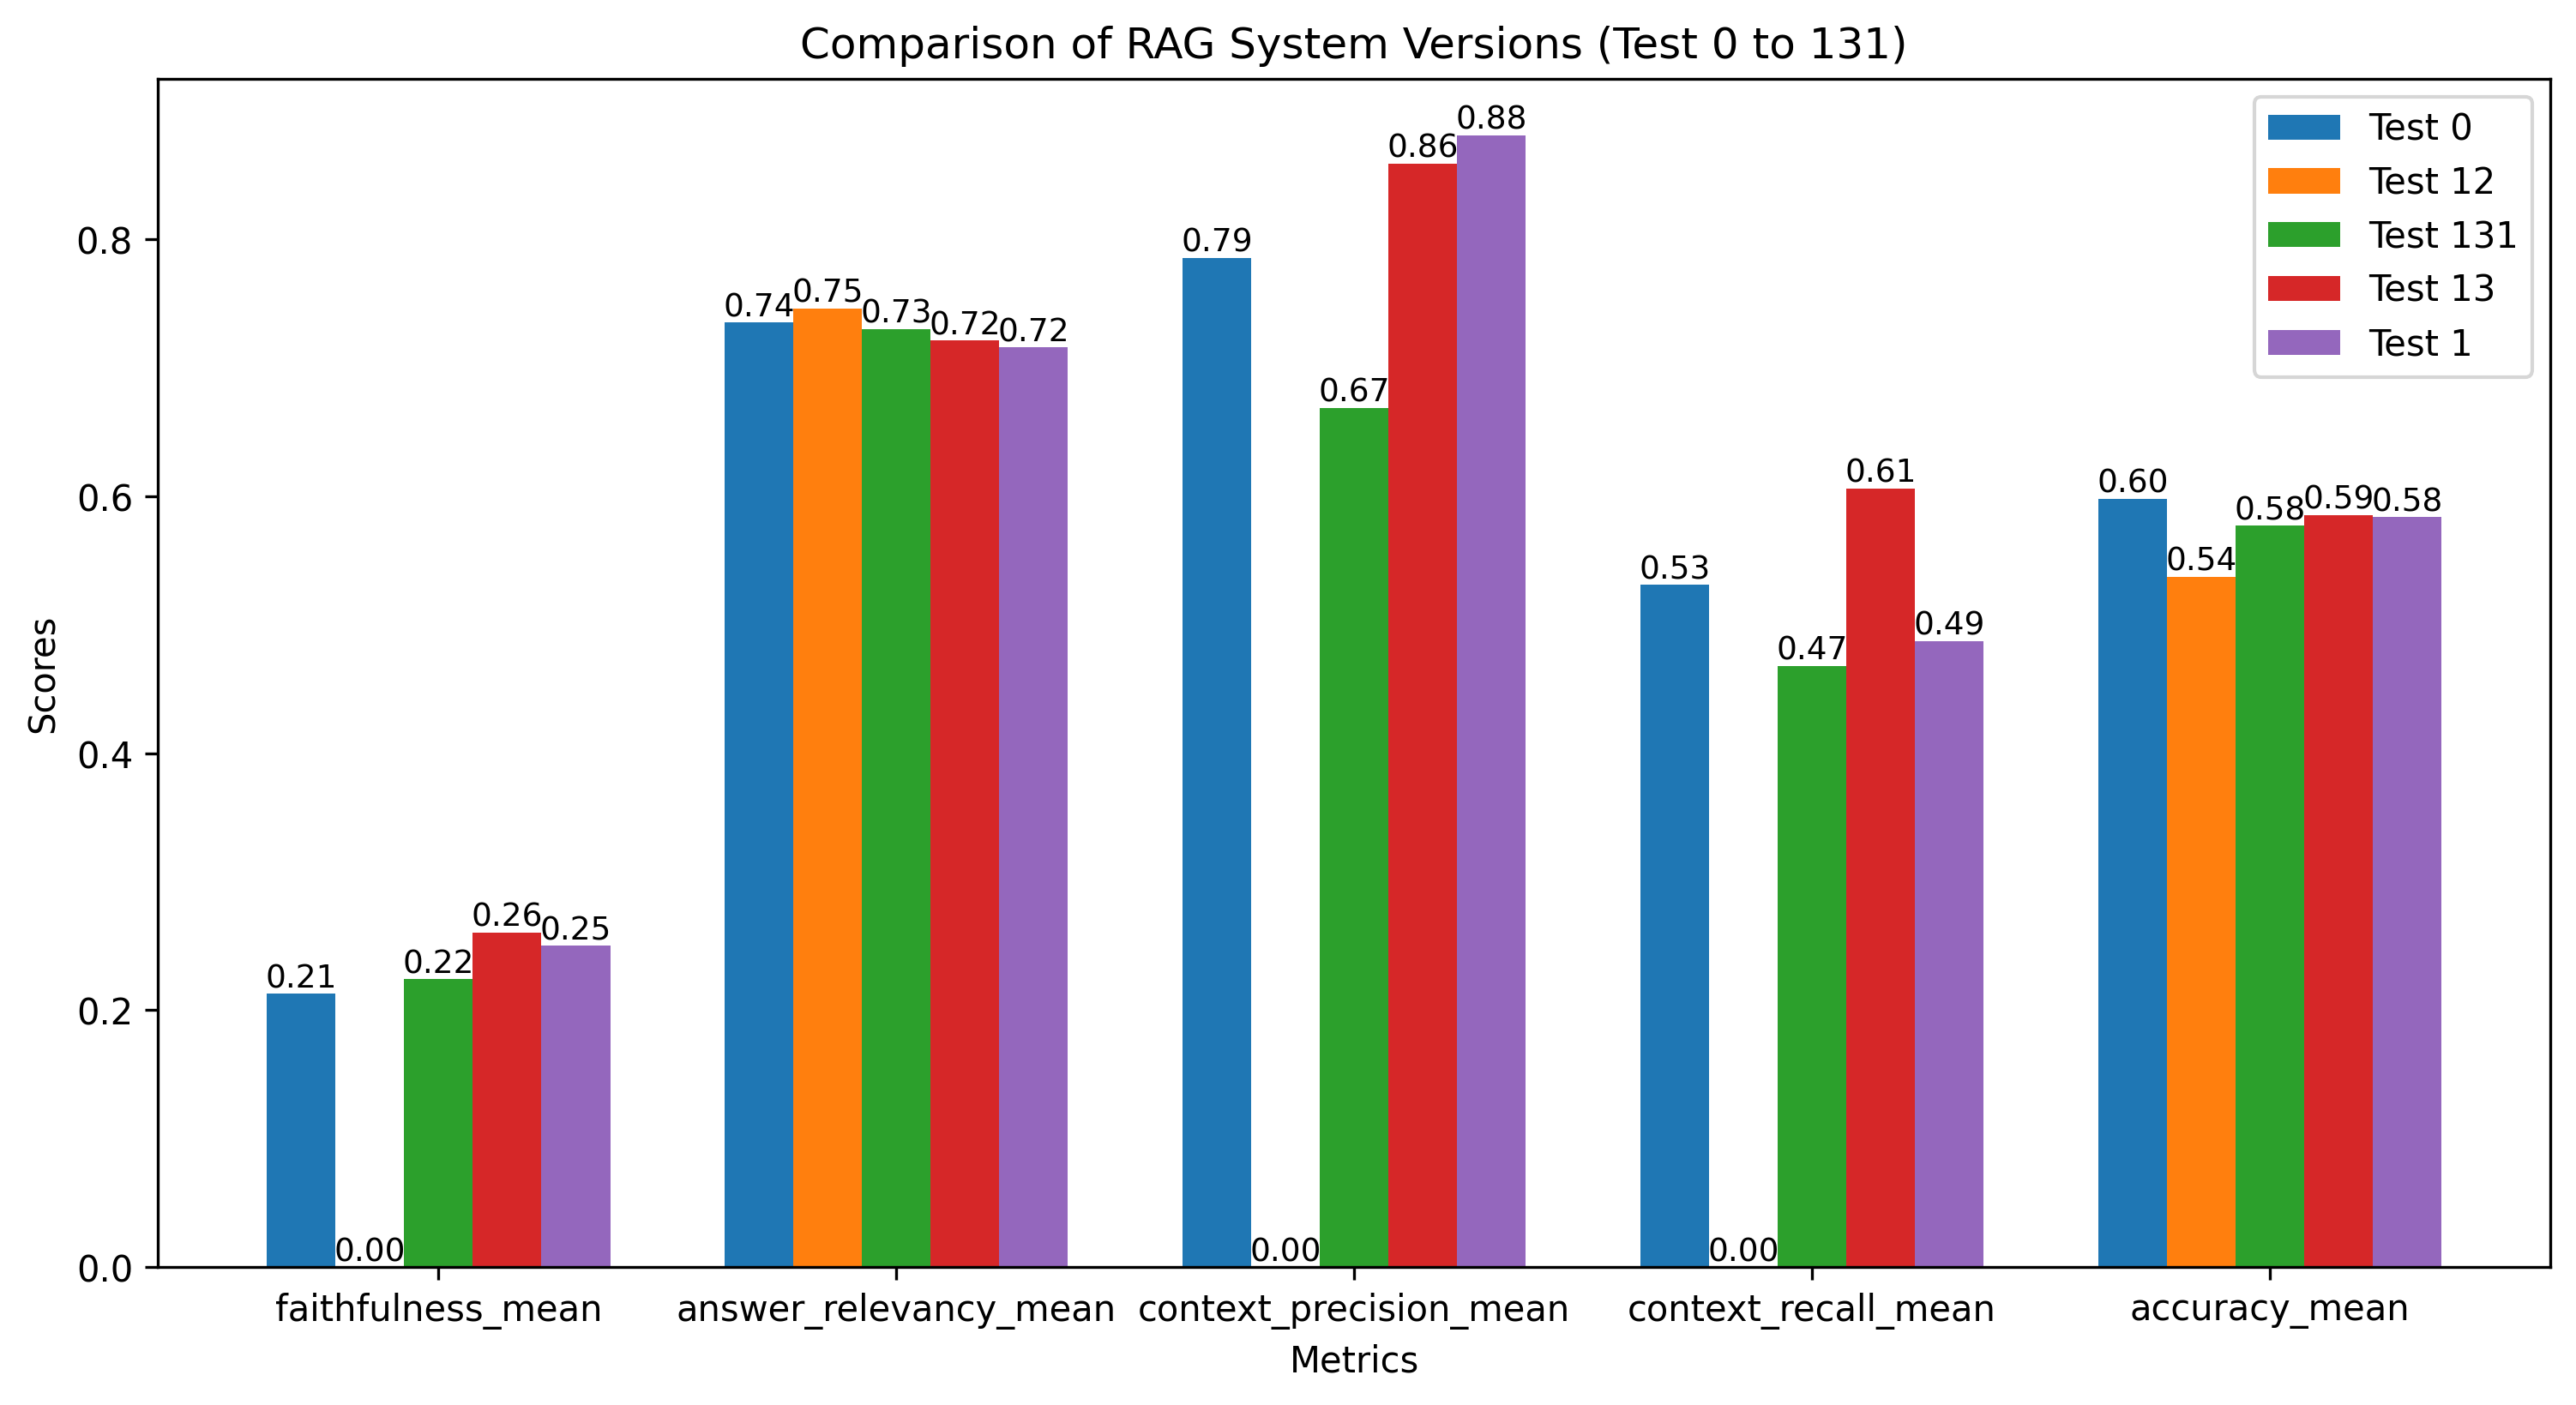 Comparison of RAG System Versions (Test 0 to 131)
Test 0
Test 12
Test 131
Test 13
Test 1
Scores
0.8
0.6
0.4
0.2
0.0
0.21
0.00
0.22
0.26
0.25
0.74
0.75
0.73
0.72
0.72
0.79
0.00
0.67
0.86
0.88
0.53
0.00
0.47
0.61
0.49
0.60
0.54
0.58
0.59
0.58
faithfulness_mean
answer_relevancy_mean
context_precision_mean
context_recall_mean
accuracy_mean
Metrics